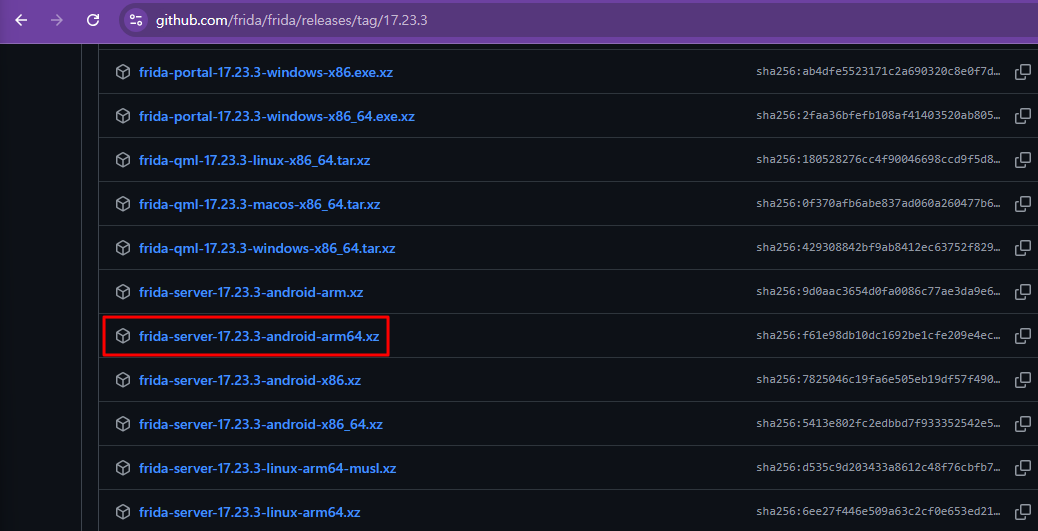 github.com/frida/frida/releases/tag/17.23.3
frida-portal-17.23.3-windows-x86.exe.xz sha256:ab4dfe5523171c2a690320c8e0f7d…
frida-portal-17.23.3-windows-x86_64.exe.xz sha256:2faa36bfefb108af41403520ab805…
frida-qml-17.23.3-linux-x86_64.tar.xz sha256:180528276cc4f90046698ccd9f5d8…
frida-qml-17.23.3-macos-x86_64.tar.xz sha256:0f370afb6abe837ad060a260477b6…
frida-qml-17.23.3-windows-x86_64.tar.xz sha256:429308842bf9ab8412ec63752f829…
frida-server-17.23.3-android-arm.xz sha256:9d0aac3654d0fa0086c77ae3da9e6…
frida-server-17.23.3-android-arm64.xz sha256:f61e98db10dc1692be1cfe209e4ec…
frida-server-17.23.3-android-x86.xz sha256:7825046c19fa6e505eb19df57f490…
frida-server-17.23.3-android-x86_64.xz sha256:5413e802fc2edbbd7f933352542e5…
frida-server-17.23.3-linux-arm64-musl.xz sha256:d535c9d203433a8612c48f76cbfb7…
frida-server-17.23.3-linux-arm64.xz sha256:6ee27f446e509a63c2cf0e653ed21…